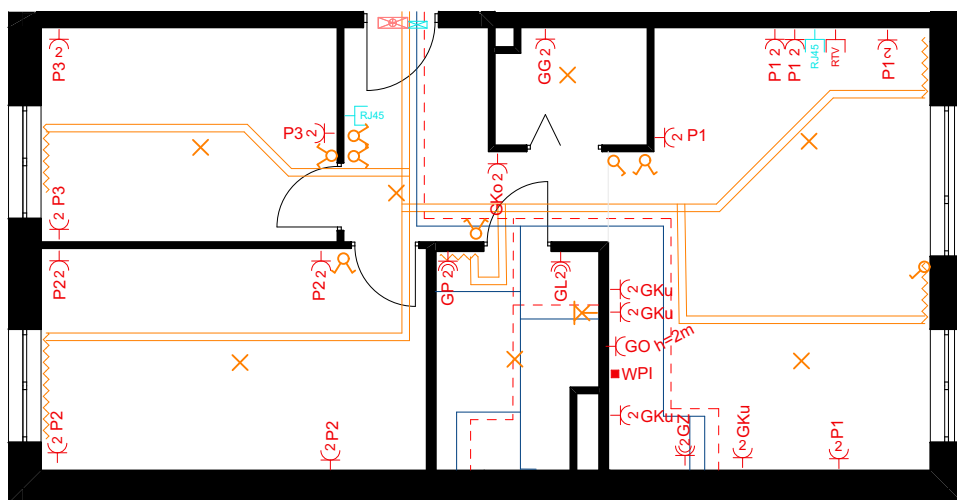 P3 2
GG 2
P1 2
P1 2
RJ45
RTV
P1 2
RJ45
P3 2
2 P1
GKo 2
2 P3
P2 2
P2 2
GP 2
GL 2
2 GKu
2 GKu
GO h=2m
WPI
2 GKu
2 P2
2 P2
2 GZ
2 GKu
2 P1